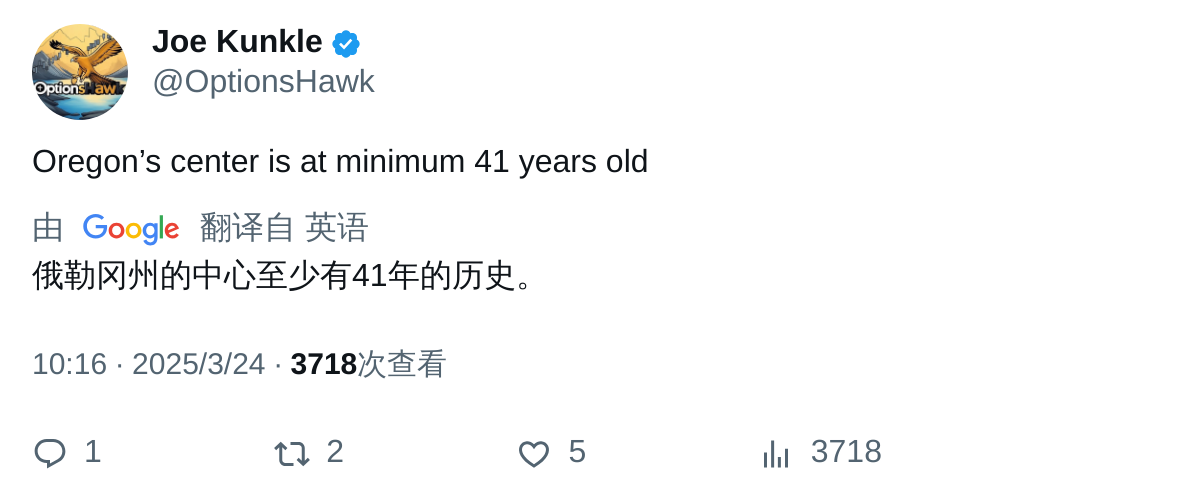 Joe Kunkle
@OptionsHawk
Oregon’s center is at minimum 41 years old
由 Google 翻译自 英语
俄勒冈州的中心至少有41年的历史。
10:16 · 2025/3/24 · 3718次查看
1 2 5 3718